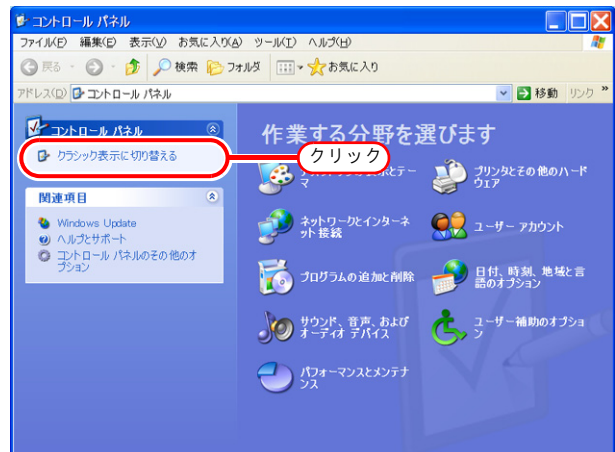 コントロール パネル
ファイル(F) 編集(E) 表示(V) お気に入り(A) ツール(T) ヘルプ(H)
戻る 検索 フォルダ お気に入り
アドレス(D) コントロール パネル 移動 リンク »
コントロール パネル
クラシック表示に切り替える
関連項目
Windows Update
ヘルプとサポート
コントロール パネルのその他のオ
プション
作業する分野を選びます
クリック
表示とテー
マ
プリンタとその他のハード
ウェア
ネットワークとインターネ
ット接続
ユーザー アカウント
プログラムの追加と削除
日付、時刻、地域と言
語のオプション
サウンド、音声、および
オーディオ デバイス
ユーザー補助のオプショ
ン
パフォーマンスとメンテナ
ンス